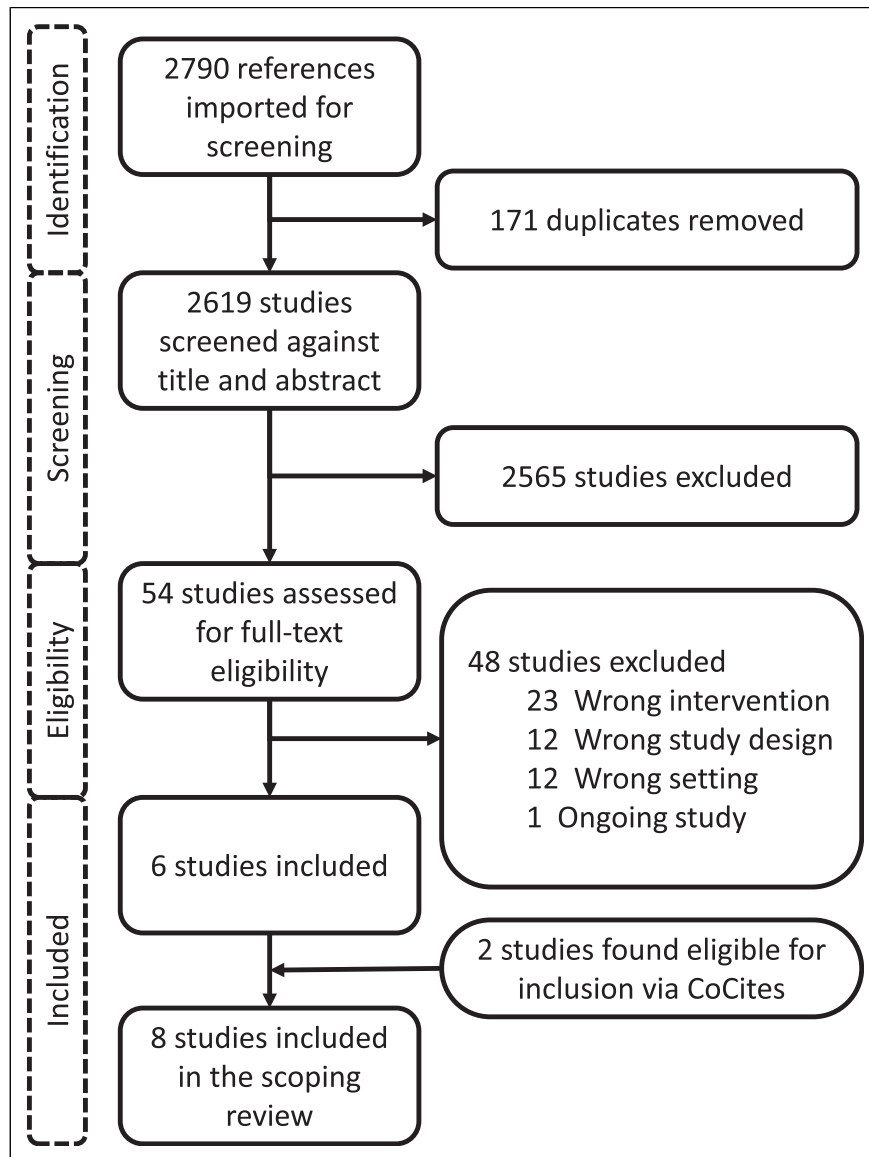 Identification
2790 references
imported for
screening
171 duplicates removed
Screening
2619 studies
screened against
title and abstract
2565 studies excluded
Eligibility
54 studies assessed
for full-text
eligibility
48 studies excluded
23 Wrong intervention
12 Wrong study design
12 Wrong setting
1 Ongoing study
Included
6 studies included
2 studies found eligible for
inclusion via CoCites
8 studies included
in the scoping
review